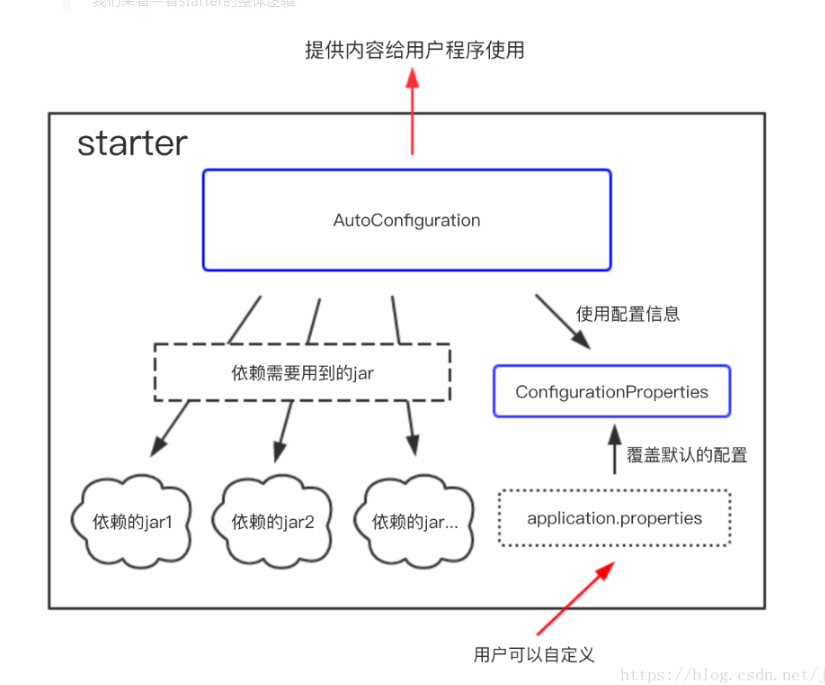 我们来看一看starter的整体逻辑
提供内容给用户程序使用
starter
AutoConfiguration
使用配置信息
依赖需要用到的jar
ConfigurationProperties
覆盖默认的配置
依赖的jar1
依赖的jar2
依赖的jar...
application.properties
用户可以自定义
https://blog.csdn.net/j